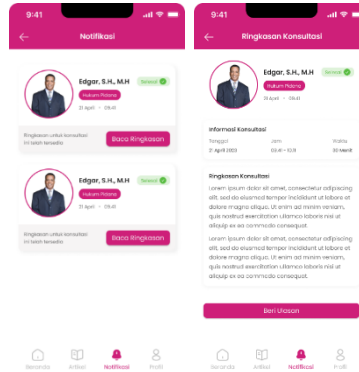 9:41
Notifikasi
Edgar, S.H., M.H
Selesai
Hukum Pidana
21 April - 09.41
Ringkasan untuk konsultasi
ini telah tersedia
Baca Ringkasan
Edgar, S.H., M.H
Selesai
Hukum Pidana
21 April - 09.41
Ringkasan untuk konsultasi
ini telah tersedia
Baca Ringkasan
Beranda
Artikel
Notifikasi
Profil
9:41
Ringkasan Konsultasi
Edgar, S.H., M.H
Selesai
Hukum Pidana
21 April - 09.41
Informasi Konsultasi
Tanggal
Jam
Waktu
21 April 2023
30 Menit
Ringkasan Konsultasi
Lorem ipsum dolor sit amet, consectetur adipiscing
elit, sed do eiusmod tempor incididunt ut labore et
dolore magna aliqua. Ut enim ad minim veniam,
quis nostrud exercitation ullamco laboris nisi ut
aliquip ex ea commodo consequat.
Lorem ipsum dolor sit amet, consectetur adipiscing
elit, sed do eiusmod tempor incididunt ut labore et
dolore magna aliqua. Ut enim ad minim veniam,
quis nostrud exercitation ullamco laboris nisi ut
aliquip ex ea commodo consequat.
Beri Ulasan
Beranda
Artikel
Notifikasi
Profil